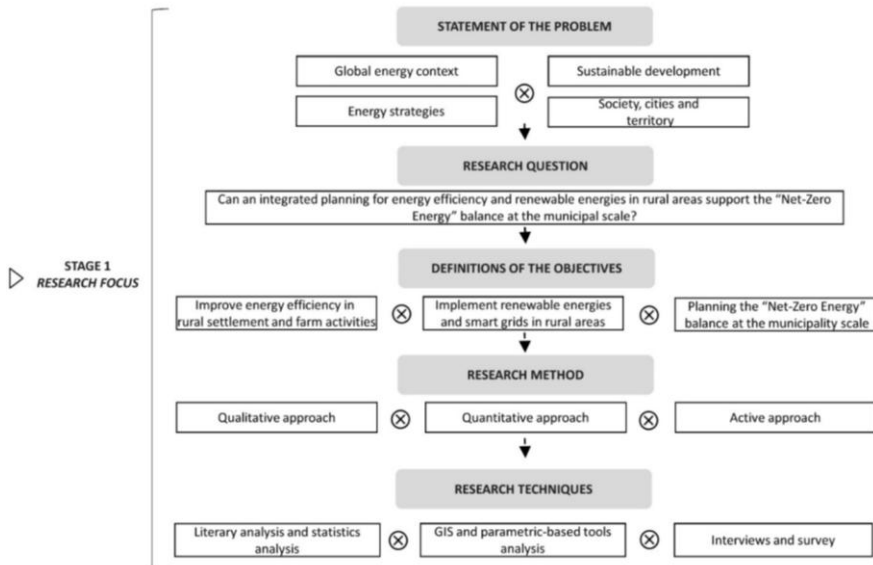 STATEMENT OF THE PROBLEM
Global energy context
Sustainable development
Energy strategies
Society, cities and
territory
RESEARCH QUESTION
Can an integrated planning for energy efficiency and renewable energies in rural areas support the “Net-Zero
Energy” balance at the municipal scale?
STAGE 1
RESEARCH FOCUS
DEFINITIONS OF THE OBJECTIVES
Improve energy efficiency in
rural settlement and farm activities
Implement renewable energies
and smart grids in rural areas
Planning the “Net-Zero Energy”
balance at the municipality scale
RESEARCH METHOD
Qualitative approach
Quantitative approach
Active approach
RESEARCH TECHNIQUES
Literary analysis and statistics
analysis
GIS and parametric-based tools
analysis
Interviews and survey